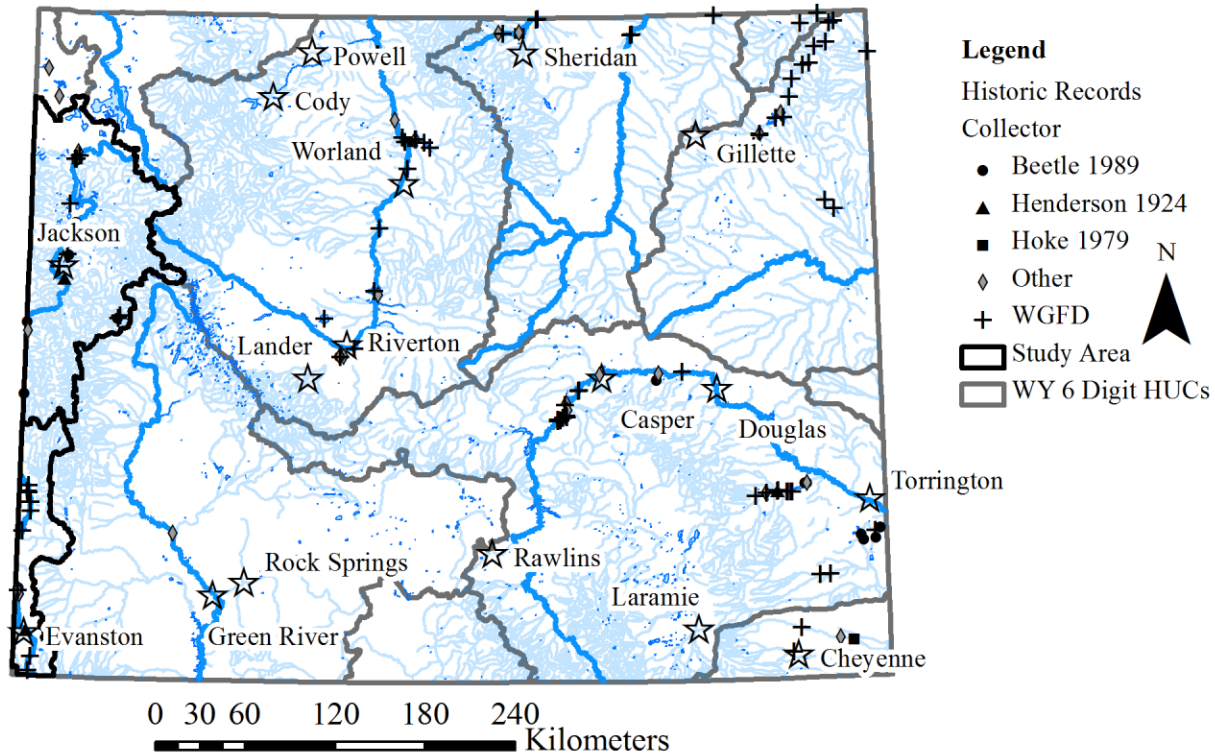 Powell
Sheridan
Cody
Worland
Gillette
Jackson
Lander
Riverton
Casper
Douglas
Torrington
Rock Springs
Rawlins
Laramie
Evanston
Green River
Cheyenne
0 30 60 120 180 240
Kilometers
Legend
Historic Records
Collector
Beetle 1989
Henderson 1924
Hoke 1979
Other
WGFD
Study Area
WY 6 Digit HUCs
N